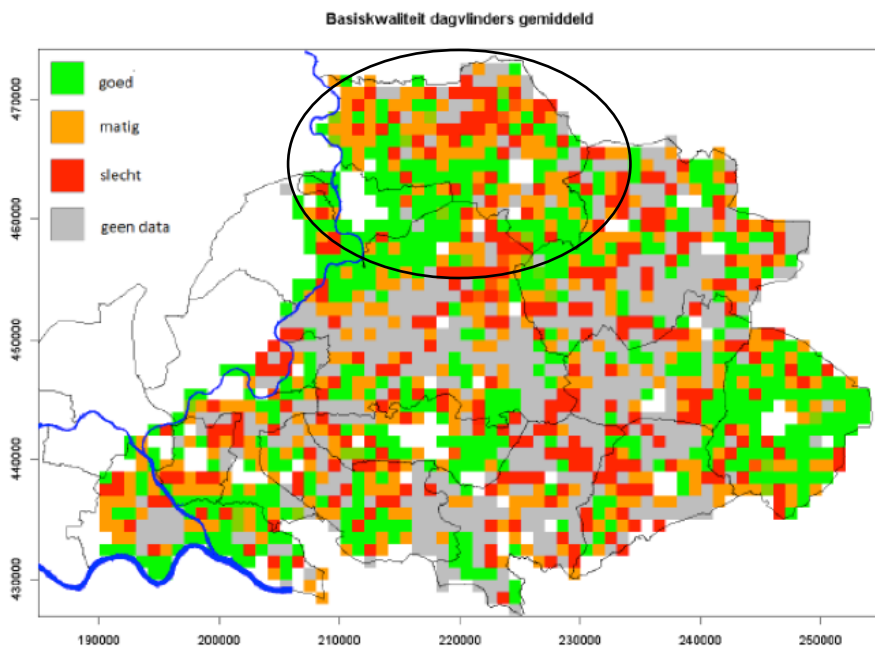 Basiskwaliteit dagvlinders gemiddeld
goed
matig
slecht
geen data
470000
460000
450000
440000
430000
190000
200000
210000
220000
230000
240000
250000